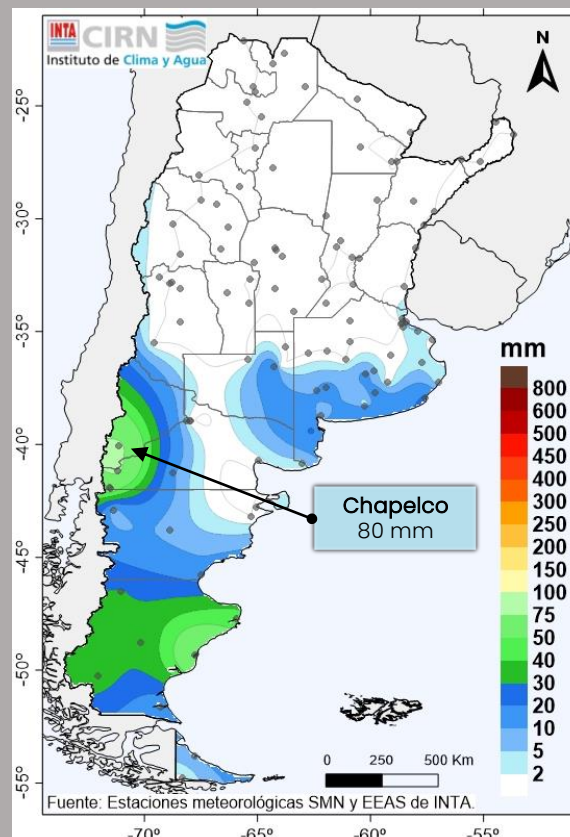 INTA
CIRN
Instituto de Clima y Agua
N
-25°
-30°
-35°
-40°
-45°
-50°
-55°
mm
800
600
500
450
400
300
250
200
150
100
75
50
40
30
20
10
5
2
Chapelco
80 mm
0 250 500 Km
Fuente: Estaciones meteorológicas SMN y EEAS de INTA.
-70° -65° -60° -55°